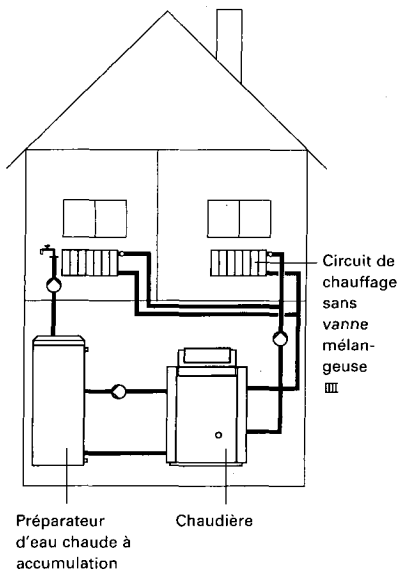 Circuit de
chauffage
sans
vanne
mélan-
geuse
Préparateur
d'eau chaude à
accumulation
Chaudière